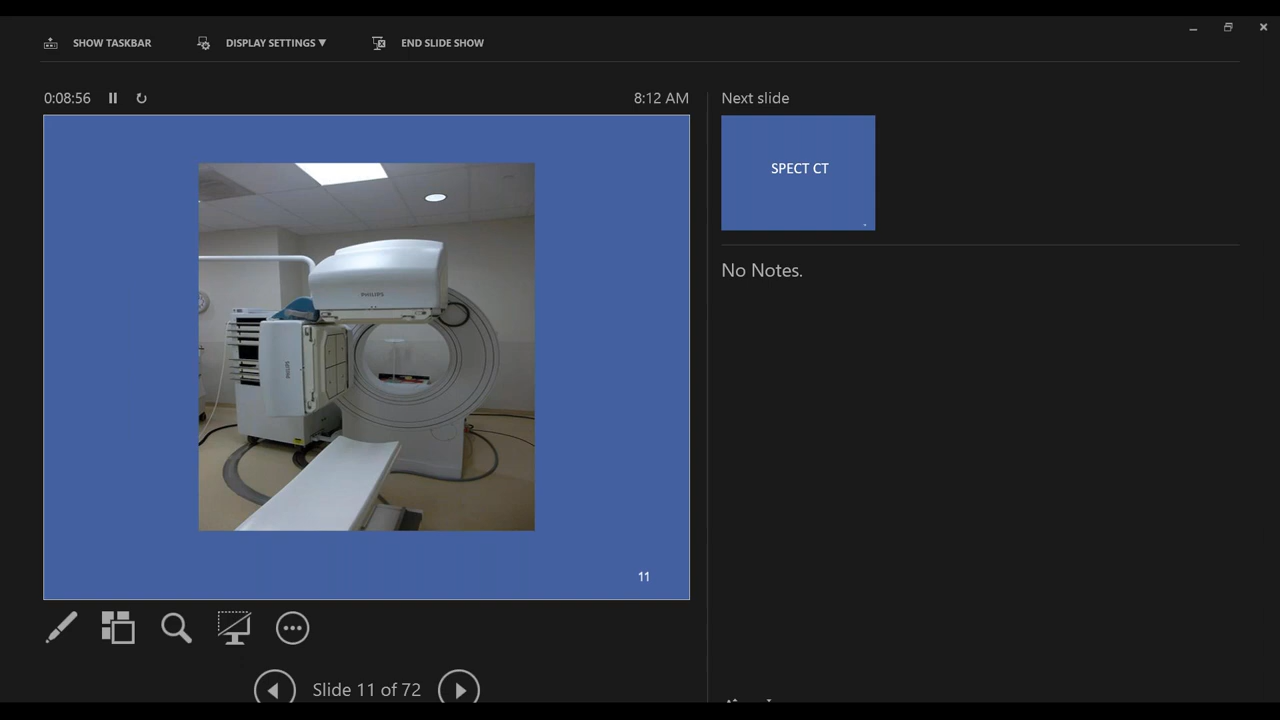 SHOW TASKBAR
DISPLAY SETTINGS ▼
END SLIDE SHOW
0:08:56
8:12 AM
PHILIPS
PHILIPS
11
Slide 11 of 72
Next slide
SPECT CT
No Notes.